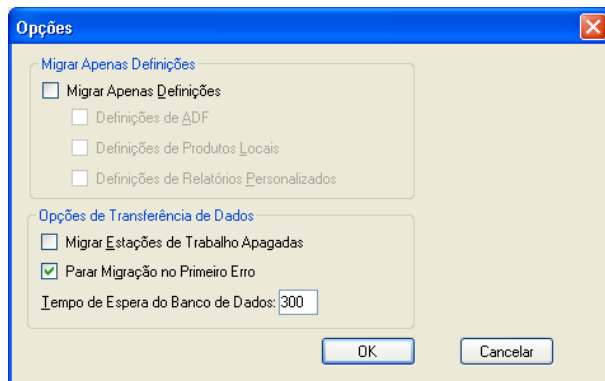 Opções
Migrar Apenas Definições
Migrar Apenas Definições
Definições de ADF
Definições de Produtos Locais
Definições de Relatórios Personalizados
Opções de Transferência de Dados
Migrar Estações de Trabalho Apagadas
Parar Migração no Primeiro Erro
Tempo de Espera do Banco de Dados: 300
OK Cancelar